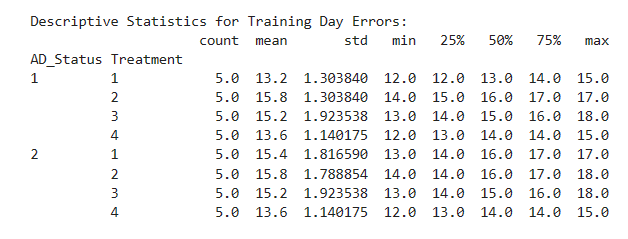 Descriptive Statistics for Training Day Errors:
count mean std min 25% 50% 75% max
AD_Status Treatment
1 1 5.0 13.2 1.303840 12.0 12.0 13.0 14.0 15.0
2 5.0 15.8 1.303840 14.0 15.0 16.0 17.0 17.0
3 5.0 15.2 1.923538 13.0 14.0 15.0 16.0 18.0
4 5.0 13.6 1.140175 12.0 13.0 14.0 14.0 15.0
2 1 5.0 15.4 1.816590 13.0 14.0 16.0 17.0 17.0
2 5.0 15.8 1.788854 14.0 14.0 16.0 17.0 18.0
3 5.0 15.2 1.923538 13.0 14.0 15.0 16.0 18.0
4 5.0 13.6 1.140175 12.0 13.0 14.0 14.0 15.0